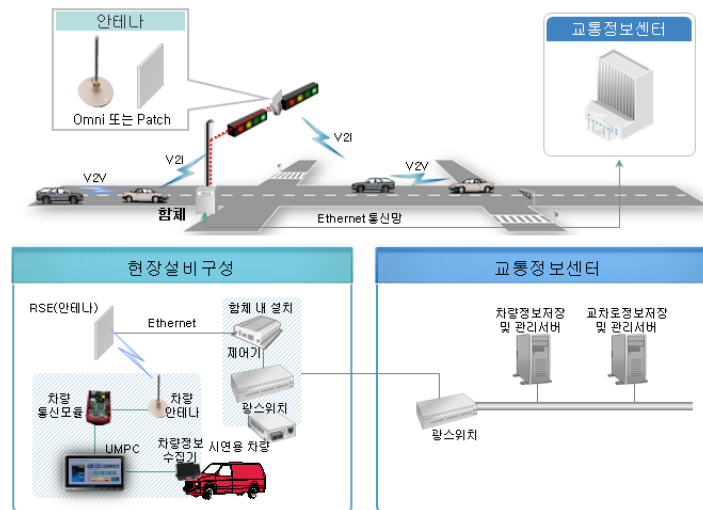 안테나
Omni 또는 Patch
교통정보센터
V2I
V2I
V2V
V2V
함체
Ethernet 통신망
현장설비구성
RSE(안테나)
Ethernet
함체 내 설치
제어기
광스위치
차량
통신모듈
차량
안테나
UMPC
차량정보
수집기
시연용 차량
교통정보센터
차량정보저장
및 관리서버
교차로정보저장
및 관리서버
광스위치